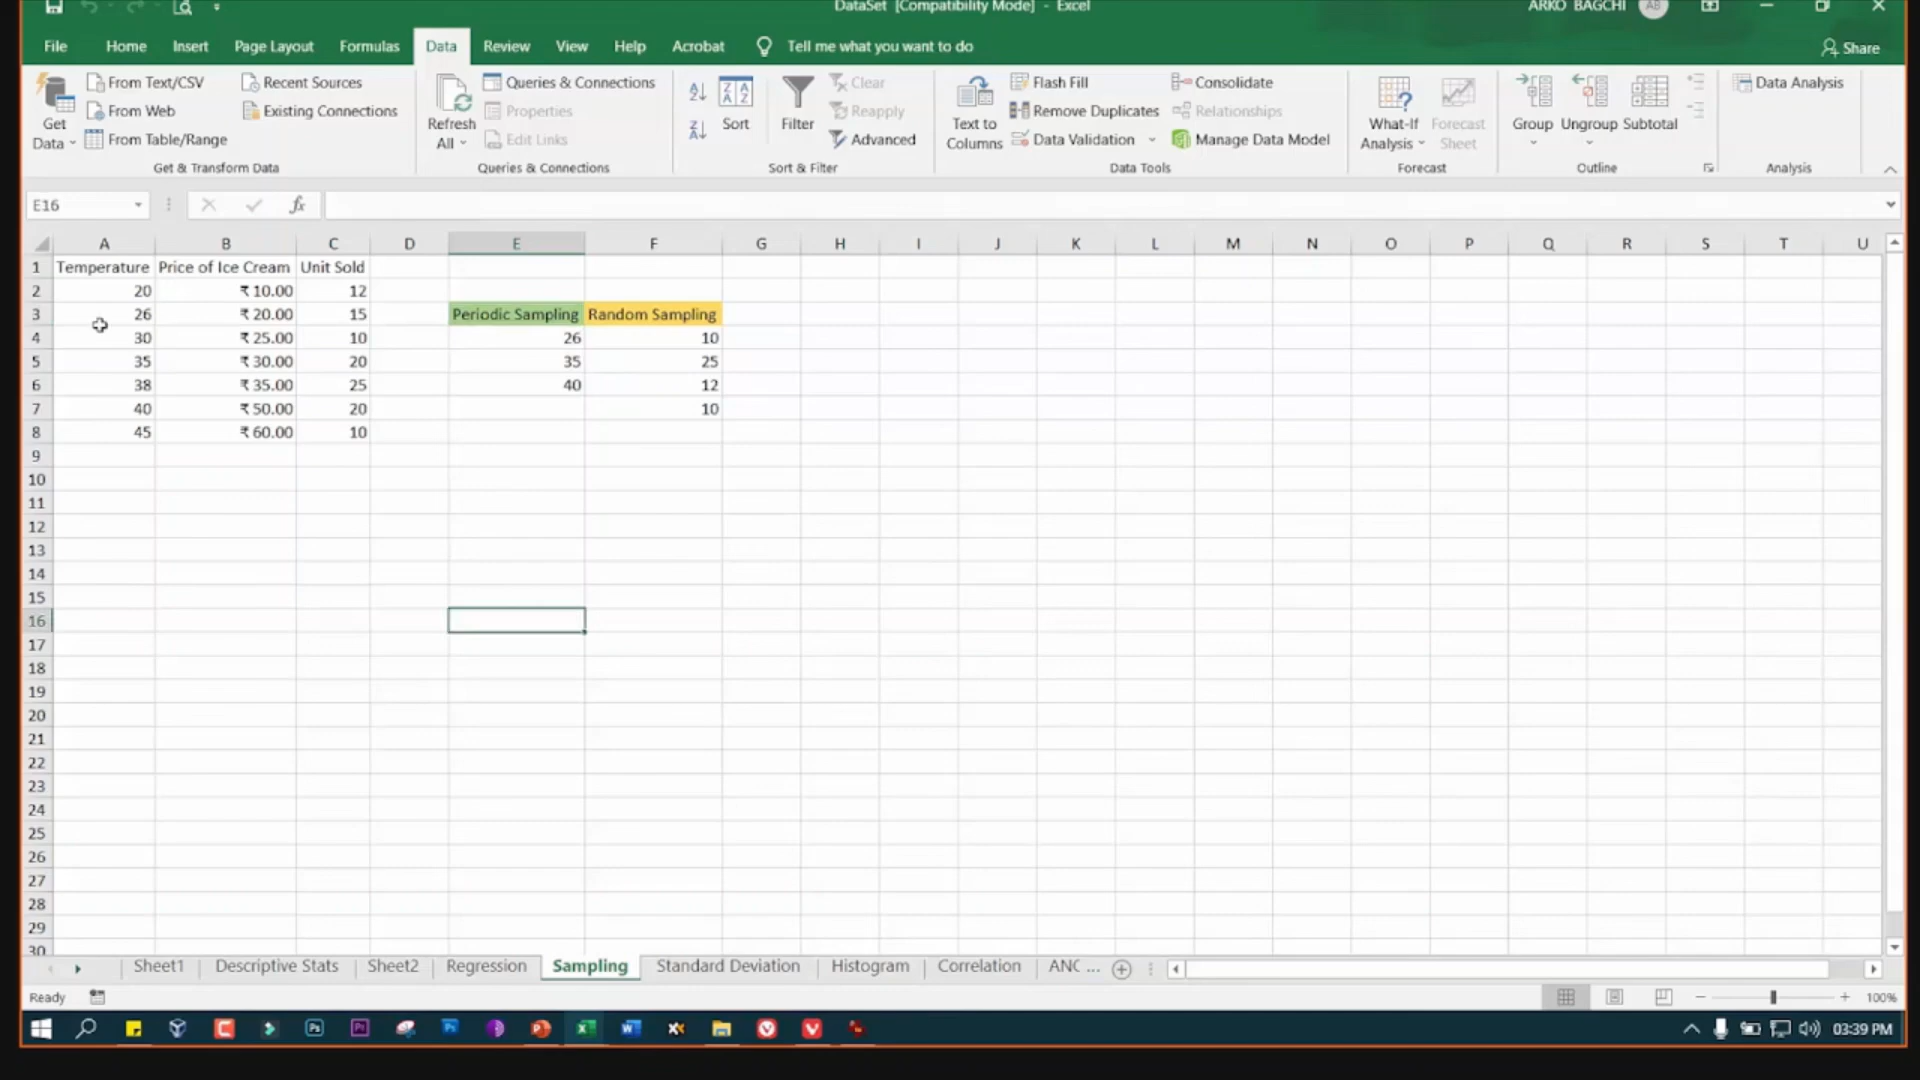 DataSet [Compatibility Mode] - Excel
ARKO BAGCHI AB
File Home Insert Page Layout Formulas Data Review View Help Acrobat Tell me what you want to do Share
From Text/CSV Recent Sources Queries & Connections Clear Flash Fill Consolidate Data Analysis
From Web Existing Connections Properties Reapply Remove Duplicates Relationships
Get Data From Table/Range Refresh All Edit Links Sort Filter Advanced Text to Columns Data Validation Manage Data Model What-If Analysis Forecast Sheet Group Ungroup Subtotal
Get & Transform Data Queries & Connections Sort & Filter Data Tools Forecast Outline Analysis
E16 fx
A B C D E F G H I J K L M N O P Q R S T U
1 Temperature Price of Ice Cream Unit Sold
2 20 ₹ 10.00 12
3 26 ₹ 20.00 15 Periodic Sampling Random Sampling
4 30 ₹ 25.00 10 26 10
5 35 ₹ 30.00 20 35 25
6 38 ₹ 35.00 25 40 12
7 40 ₹ 50.00 20 10
8 45 ₹ 60.00 10
9
10
11
12
13
14
15
16
17
18
19
20
21
22
23
24
25
26
27
28
29
30
Sheet1 Descriptive Stats Sheet2 Regression Sampling Standard Deviation Histogram Correlation ANC ...
Ready 100%
03:39 PM